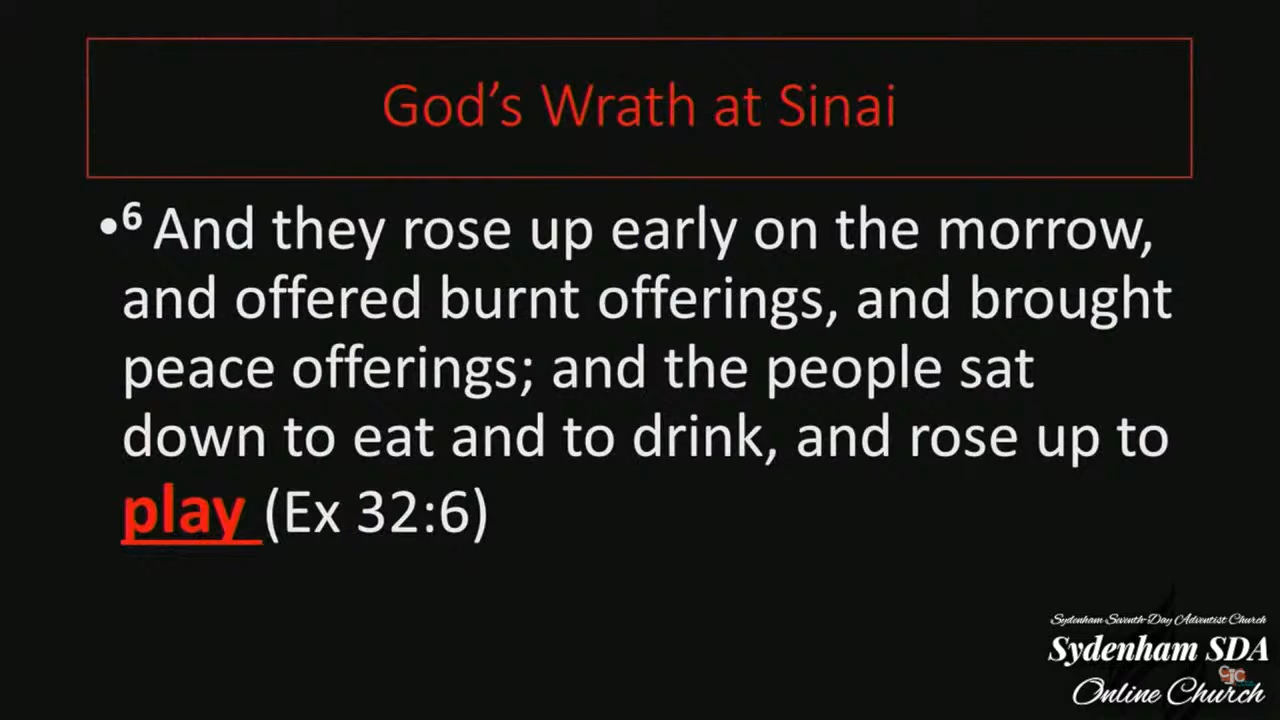 God’s Wrath at Sinai
•6 And they rose up early on the morrow,
and offered burnt offerings, and brought
peace offerings; and the people sat
down to eat and to drink, and rose up to
play (Ex 32:6)
Sydenham Seventh-Day Adventist Church
Sydenham SDA
Online Church